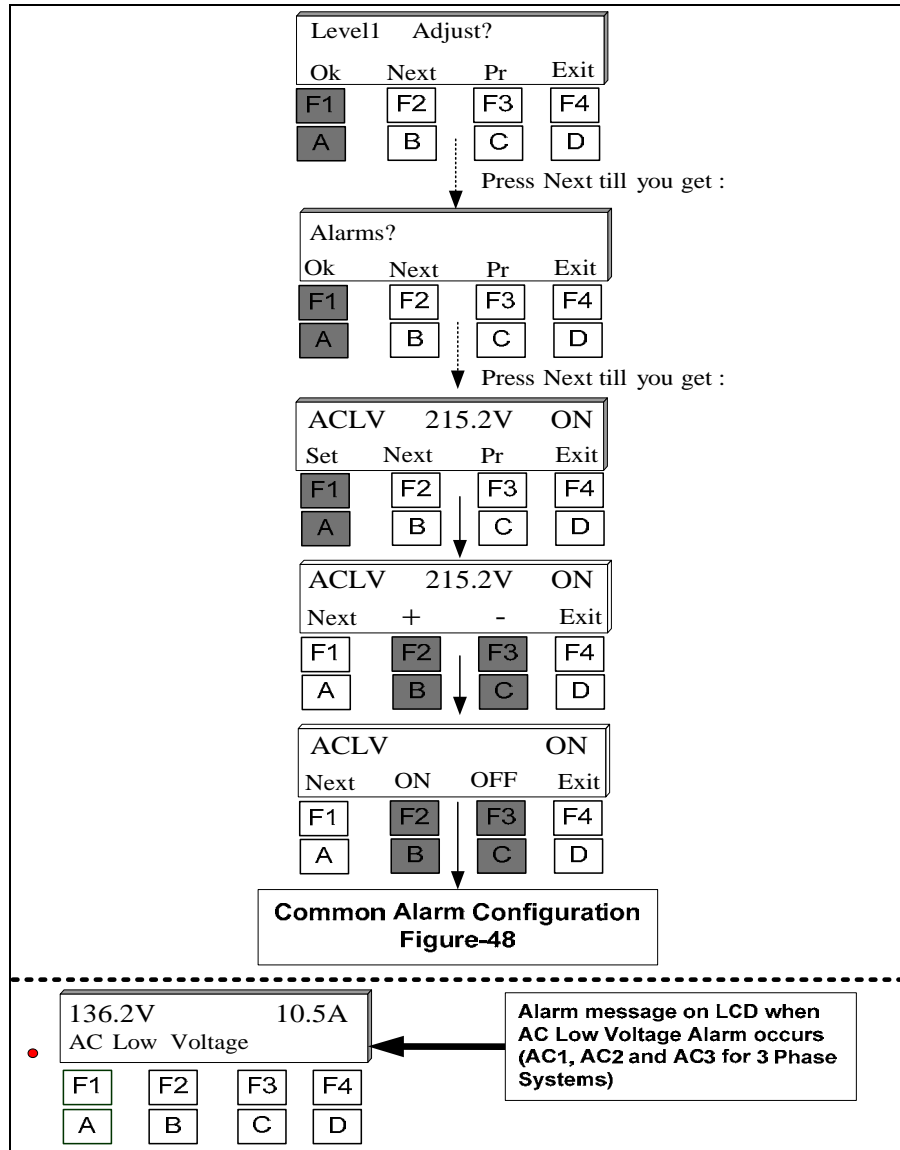 Level1 Adjust?
Ok Next Pr Exit
F1 F2 F3 F4
A B C D
Press Next till you get :
Alarms?
Ok Next Pr Exit
F1 F2 F3 F4
A B C D
Press Next till you get :
ACLV 215.2V ON
Set Next Pr Exit
F1 F2 F3 F4
A B C D
ACLV 215.2V ON
Next + - Exit
F1 F2 F3 F4
A B C D
ACLV ON
Next ON OFF Exit
F1 F2 F3 F4
A B C D
Common Alarm Configuration
Figure-48
136.2V 10.5A
AC Low Voltage
F1 F2 F3 F4
A B C D
Alarm message on LCD when
AC Low Voltage Alarm occurs
(AC1, AC2 and AC3 for 3 Phase
Systems)